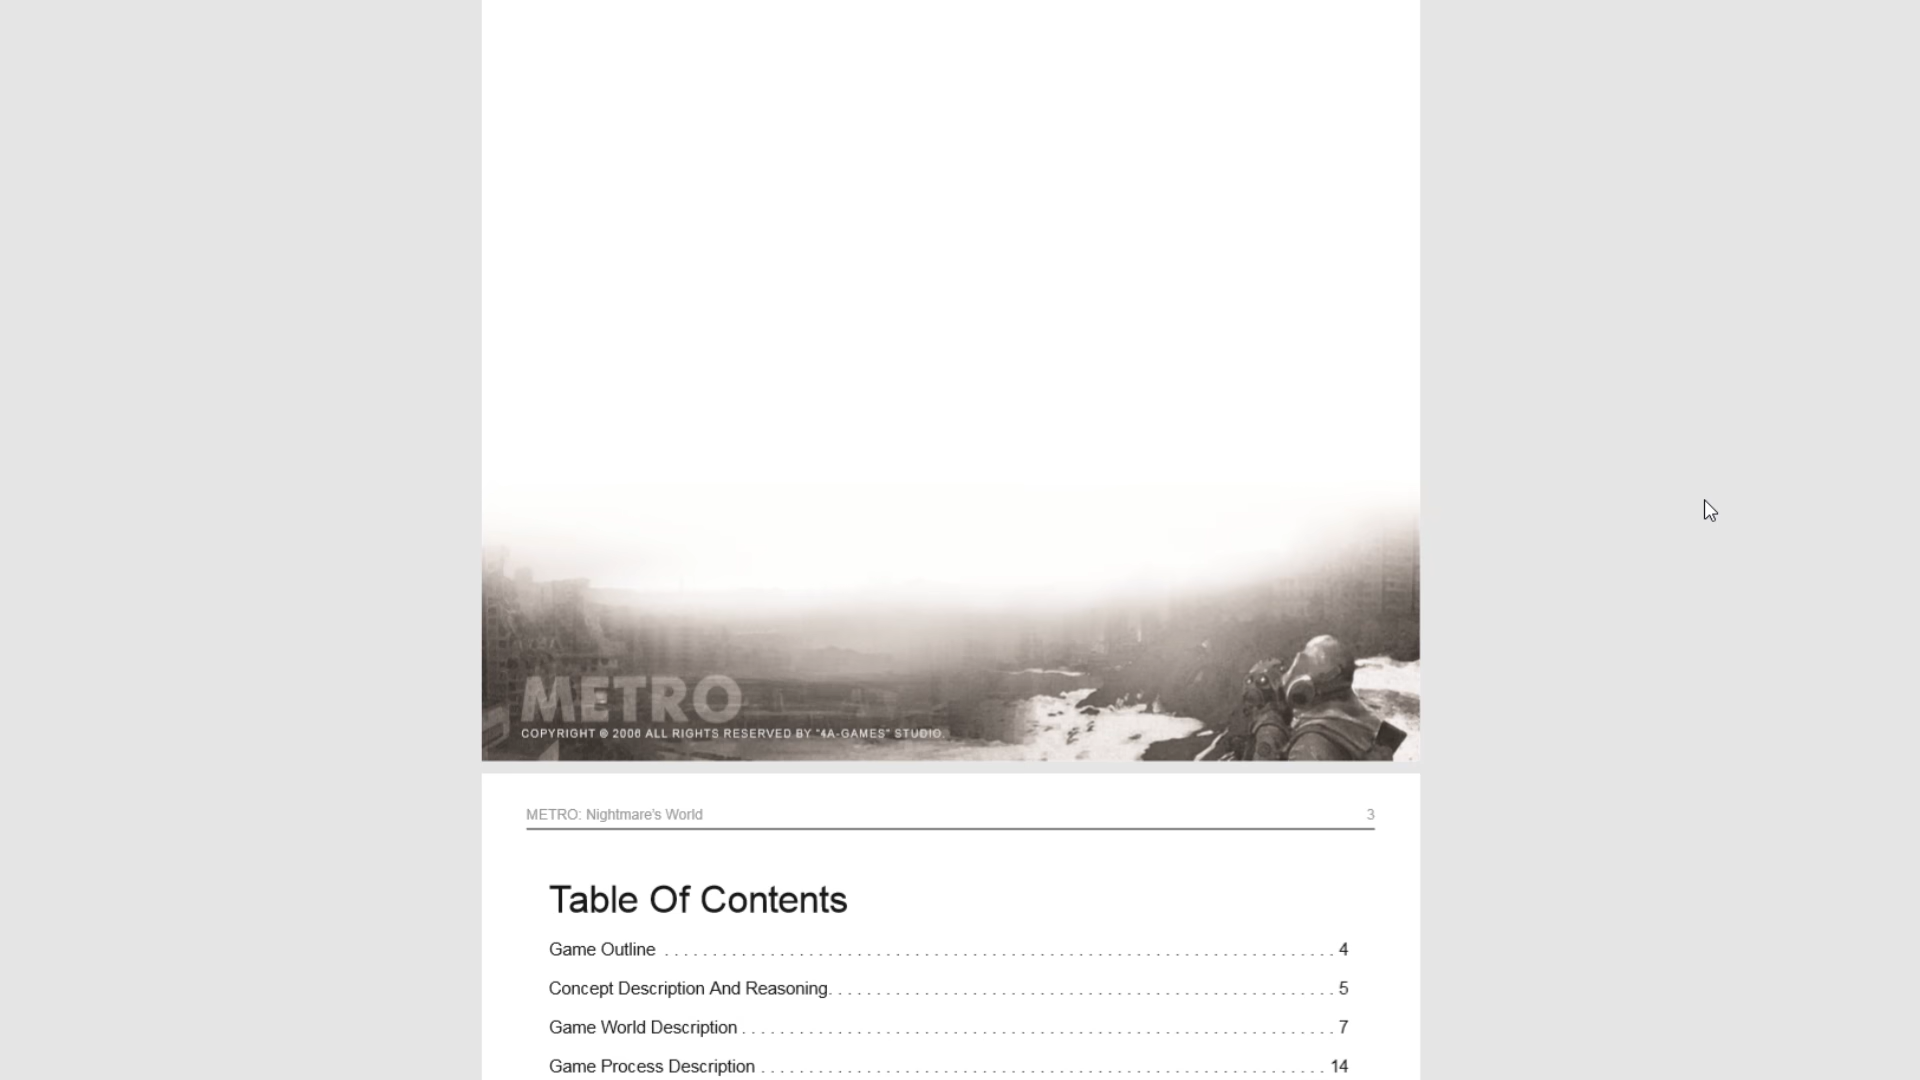 METRO
COPYRIGHT © 2006 ALL RIGHTS RESERVED BY "4A-GAMES" STUDIO.
METRO: Nightmare's World 3
Table Of Contents
Game Outline . . . . . . . . . . . . . . . . . . . . 4
Concept Description And Reasoning. . . . . . . . . . . . . . . . . . . . 5
Game World Description . . . . . . . . . . . . . . . . . . . . 7
Game Process Description . . . . . . . . . . . . . . . . . . . . 14